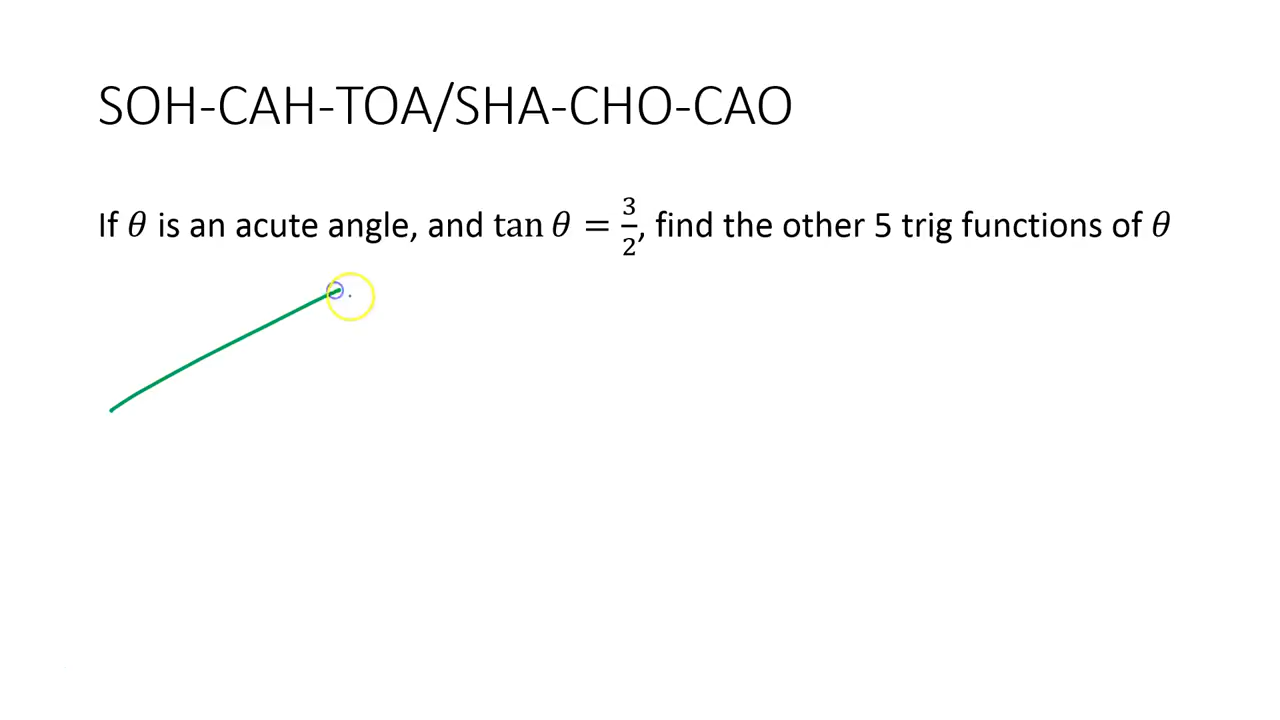 SOH-CAH-TOA/SHA-CHO-CAO
If 𝜃 is an acute angle, and tan 𝜃 = 3/2, find the other 5 trig functions of 𝜃